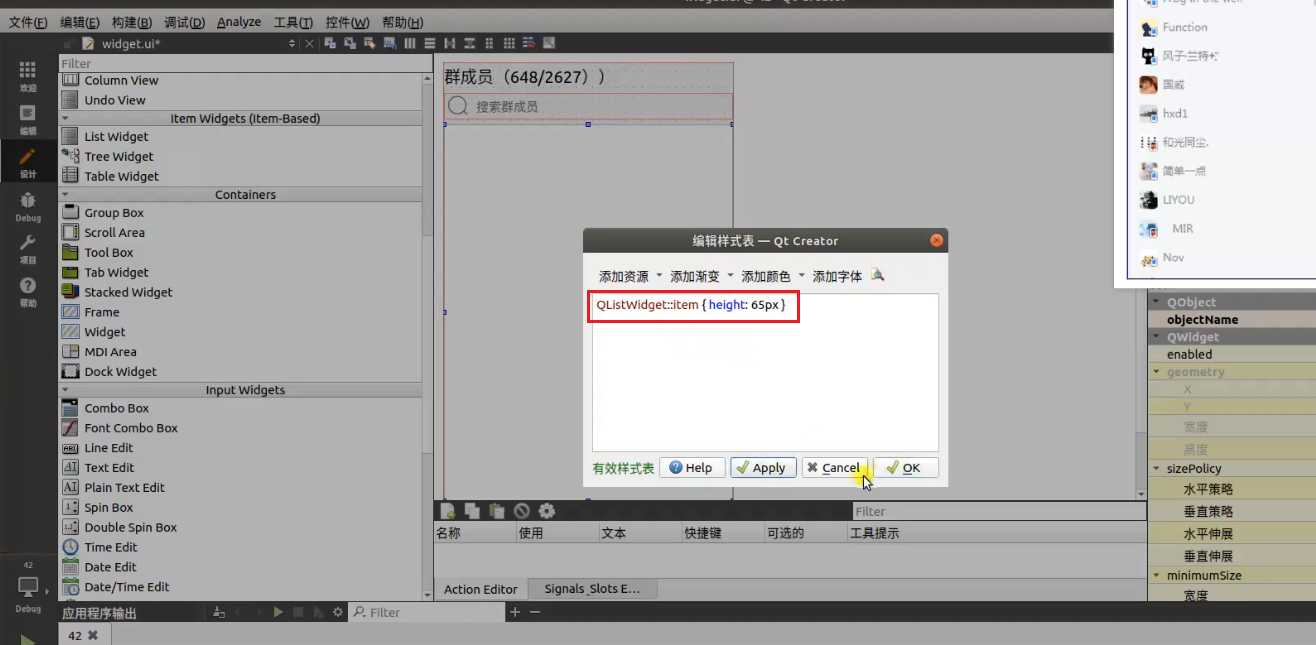 文件(F) 编辑(E) 构建(B) 调试(D) Analyze 工具(T) 控件(W) 帮助(H)
widget.ui*
欢迎
编辑
设计
Debug
项目
帮助
42
Debug
Filter
Column View
Undo View
Item Widgets (Item-Based)
List Widget
Tree Widget
Table Widget
Containers
Group Box
Scroll Area
Tool Box
Tab Widget
Stacked Widget
Frame
Widget
MDI Area
Dock Widget
Input Widgets
Combo Box
Font Combo Box
Line Edit
Text Edit
Plain Text Edit
Spin Box
Double Spin Box
Time Edit
Date Edit
Date/Time Edit
群成员（648/2627））
搜索群成员
编辑样式表 — Qt Creator
添加资源 添加渐变 添加颜色 添加字体
QListWidget::item { height: 65px }
有效样式表 Help Apply Cancel OK
Filter
名称 使用 文本 快捷键 可选的 工具提示
Action Editor Signals_Slots E...
Function
国威
hxd1
和光同尘.
简单一点
LIYOU
MIR
Nov
QObject
objectName
QWidget
enabled
geometry
X
Y
宽度
高度
sizePolicy
水平策略
垂直策略
水平伸展
垂直伸展
minimumSize
宽度
应用程序输出 Filter
42